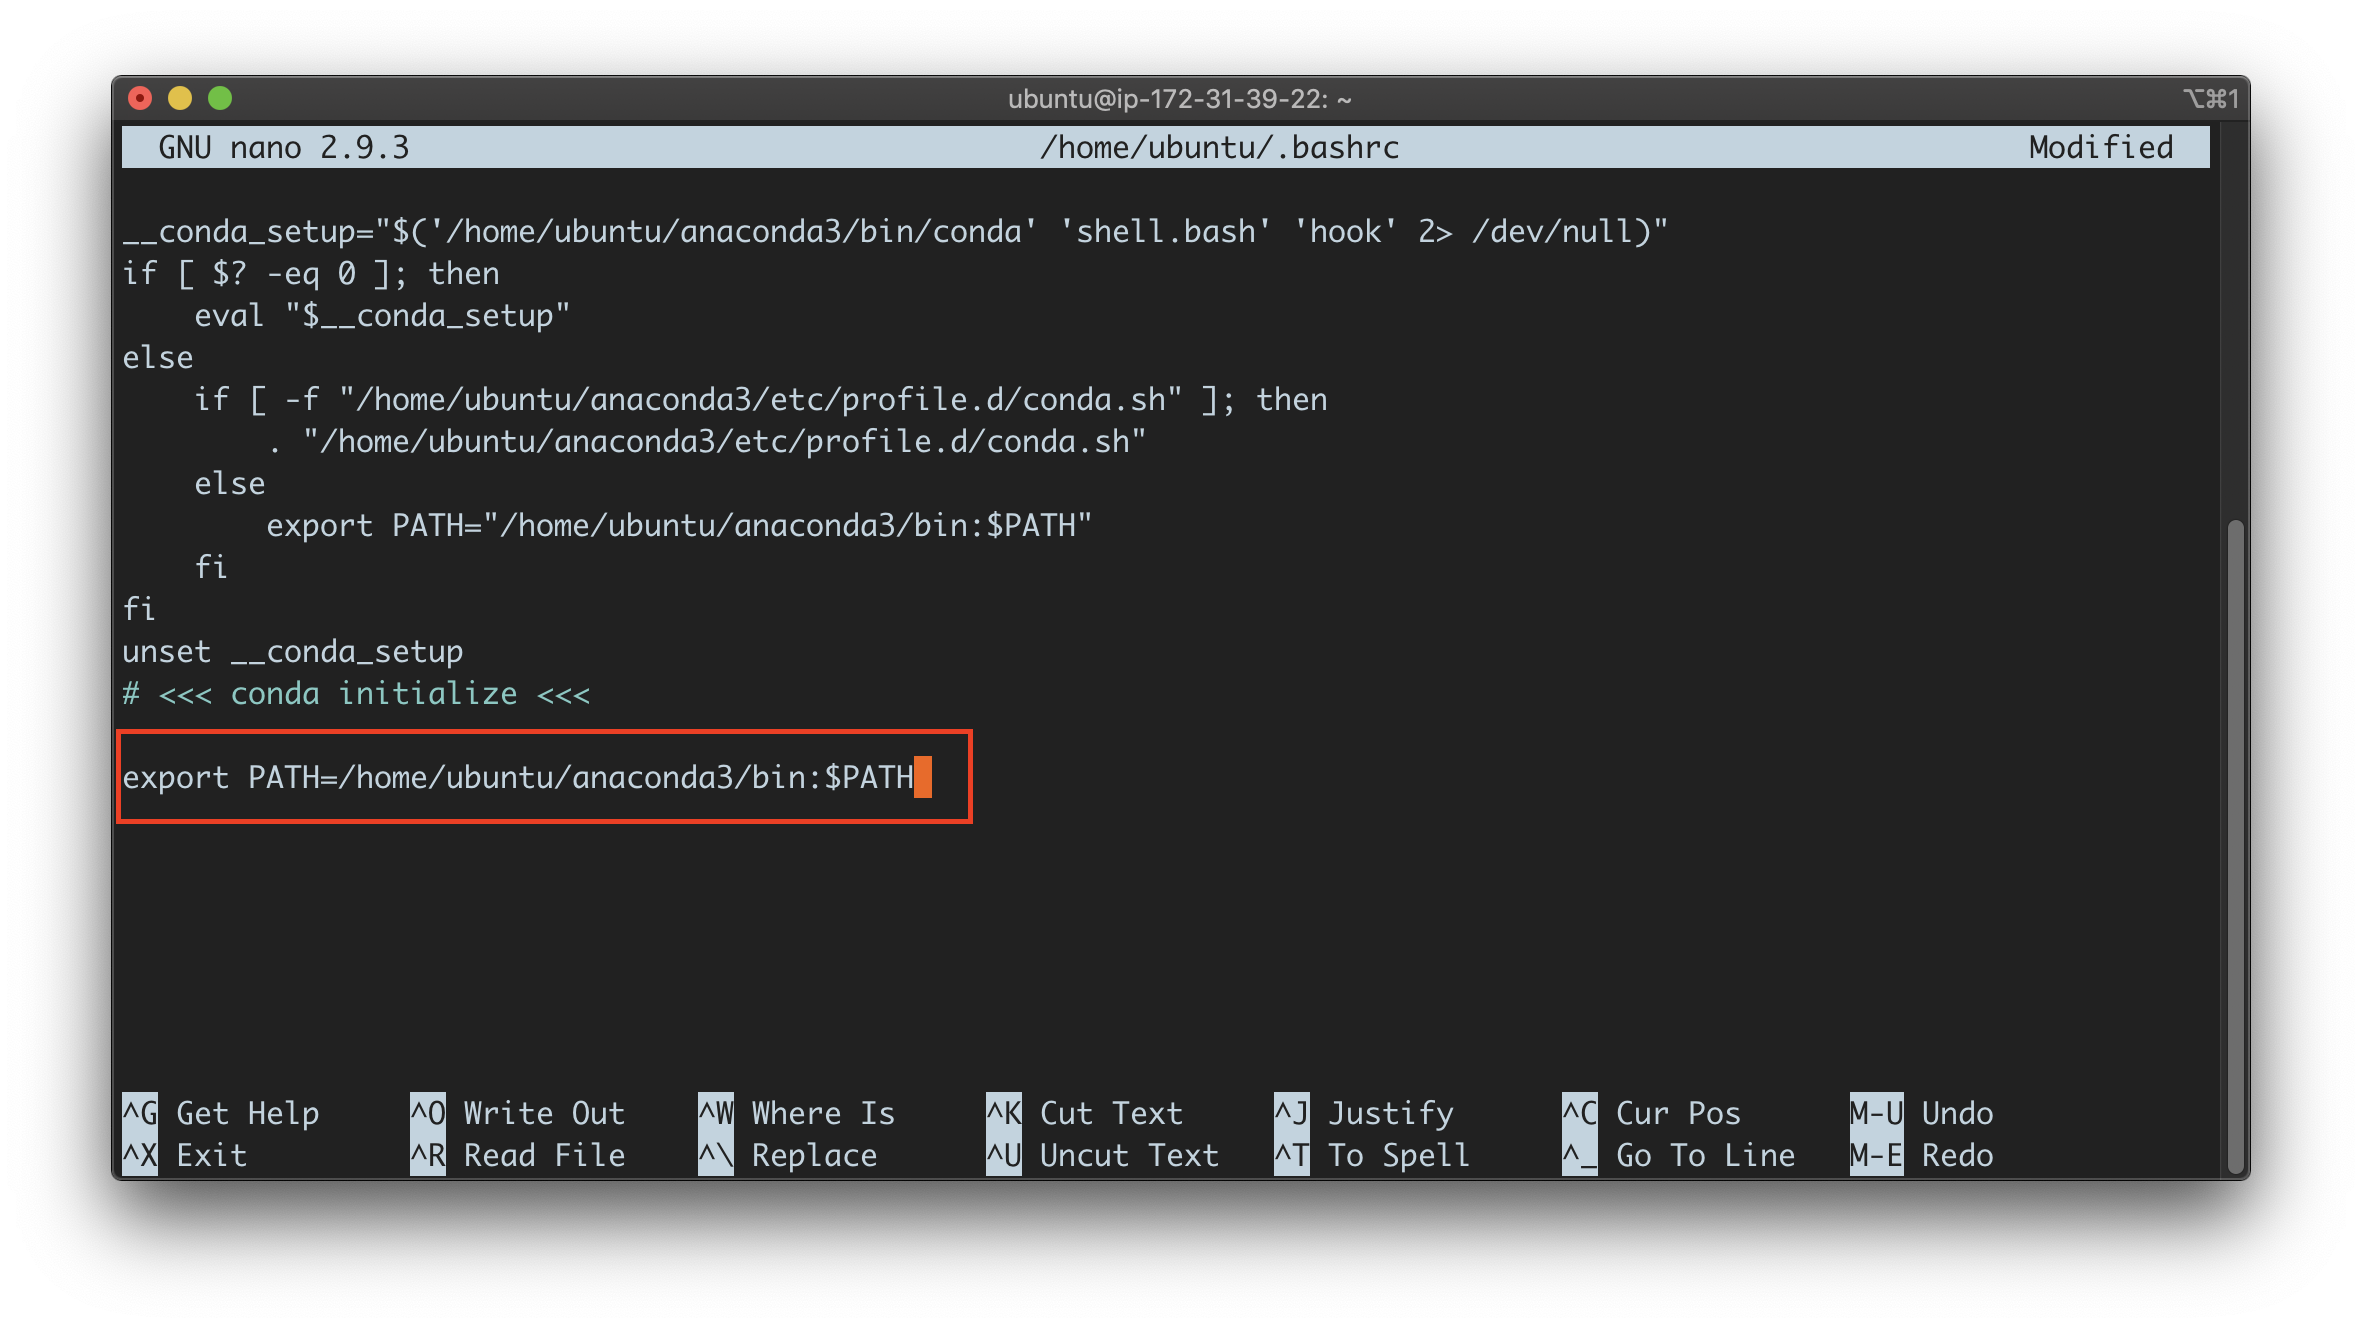 ubuntu@ip-172-31-39-22: ~ ⌥⌘1
GNU nano 2.9.3 /home/ubuntu/.bashrc Modified
__conda_setup="$('/home/ubuntu/anaconda3/bin/conda' 'shell.bash' 'hook' 2> /dev/null)"
if [ $? -eq 0 ]; then
    eval "$__conda_setup"
else
    if [ -f "/home/ubuntu/anaconda3/etc/profile.d/conda.sh" ]; then
        . "/home/ubuntu/anaconda3/etc/profile.d/conda.sh"
    else
        export PATH="/home/ubuntu/anaconda3/bin:$PATH"
    fi
fi
unset __conda_setup
# <<< conda initialize <<<
export PATH=/home/ubuntu/anaconda3/bin:$PATH
^G Get Help ^O Write Out ^W Where Is ^K Cut Text ^J Justify ^C Cur Pos M-U Undo
^X Exit ^R Read File ^\ Replace ^U Uncut Text ^T To Spell ^_ Go To Line M-E Redo